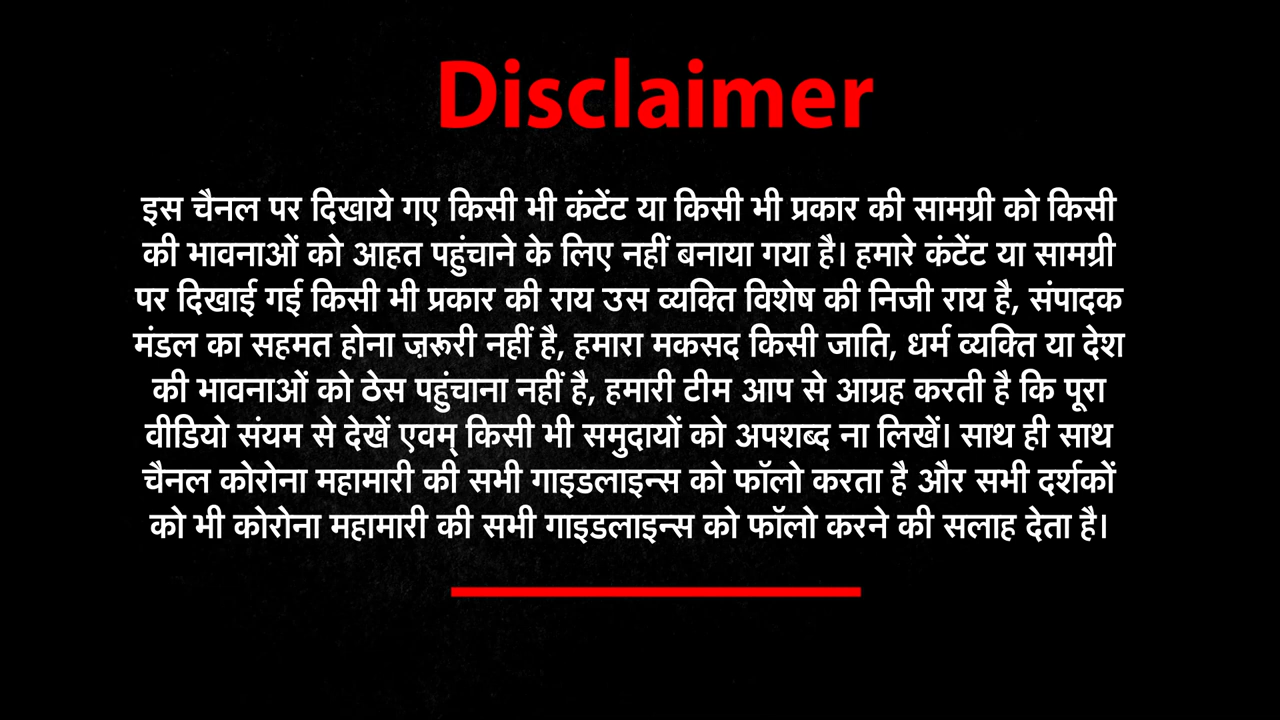 Disclaimer
इस चैनल पर दिखाये गए किसी भी कंटेंट या किसी भी प्रकार की सामग्री को किसी
की भावनाओं को आहत पहुंचाने के लिए नहीं बनाया गया है। हमारे कंटेंट या सामग्री
पर दिखाई गई किसी भी प्रकार की राय उस व्यक्ति विशेष की निजी राय है, संपादक
मंडल का सहमत होना ज़रूरी नहीं है, हमारा मकसद किसी जाति, धर्म व्यक्ति या देश
की भावनाओं को ठेस पहुंचाना नहीं है, हमारी टीम आप से आग्रह करती है कि पूरा
वीडियो संयम से देखें एवम् किसी भी समुदायों को अपशब्द ना लिखें। साथ ही साथ
चैनल कोरोना महामारी की सभी गाइडलाइन्स को फॉलो करता है और सभी दर्शकों
को भी कोरोना महामारी की सभी गाइडलाइन्स को फॉलो करने की सलाह देता है।